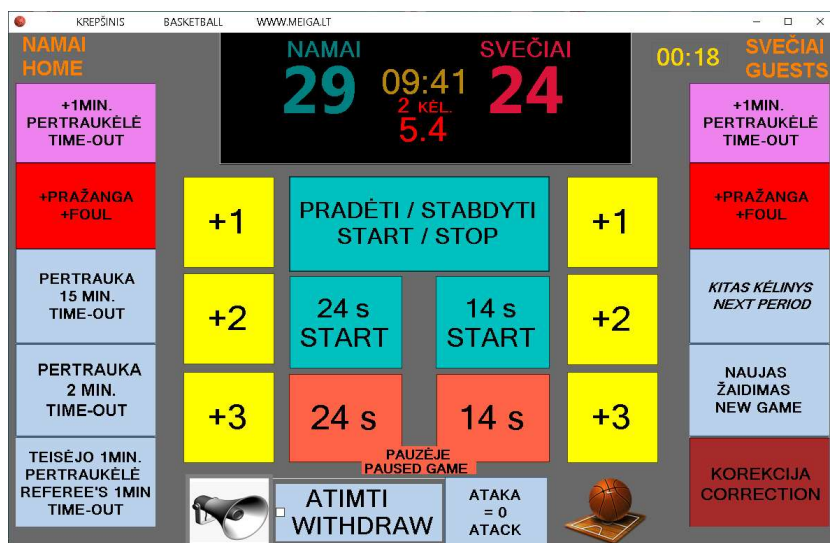 KREPŠINIS BASKETBALL WWW.MEIGA.LT
NAMAI
HOME
NAMAI
29
09:41
2 KĖL.
5.4
SVEČIAI
24
00:18
SVEČIAI
GUESTS
+1MIN.
PERTRAUKĖLĖ
TIME-OUT
+PRAŽANGA
+FOUL
PERTRAUKA
15 MIN.
TIME-OUT
PERTRAUKA
2 MIN.
TIME-OUT
TEISĖJO 1MIN.
PERTRAUKĖLĖ
REFEREE'S 1MIN
TIME-OUT
+1
+2
+3
PRADĖTI / STABDYTI
START / STOP
24 s
START
14 s
START
24 s
14 s
PAUZĖJE
PAUSED GAME
ATIMTI
WITHDRAW
ATAKA
= 0
ATACK
+1
+2
+3
+1MIN.
PERTRAUKĖLĖ
TIME-OUT
+PRAŽANGA
+FOUL
KITAS KĖLINYS
NEXT PERIOD
NAUJAS
ŽAIDIMAS
NEW GAME
KOREKCIJA
CORRECTION